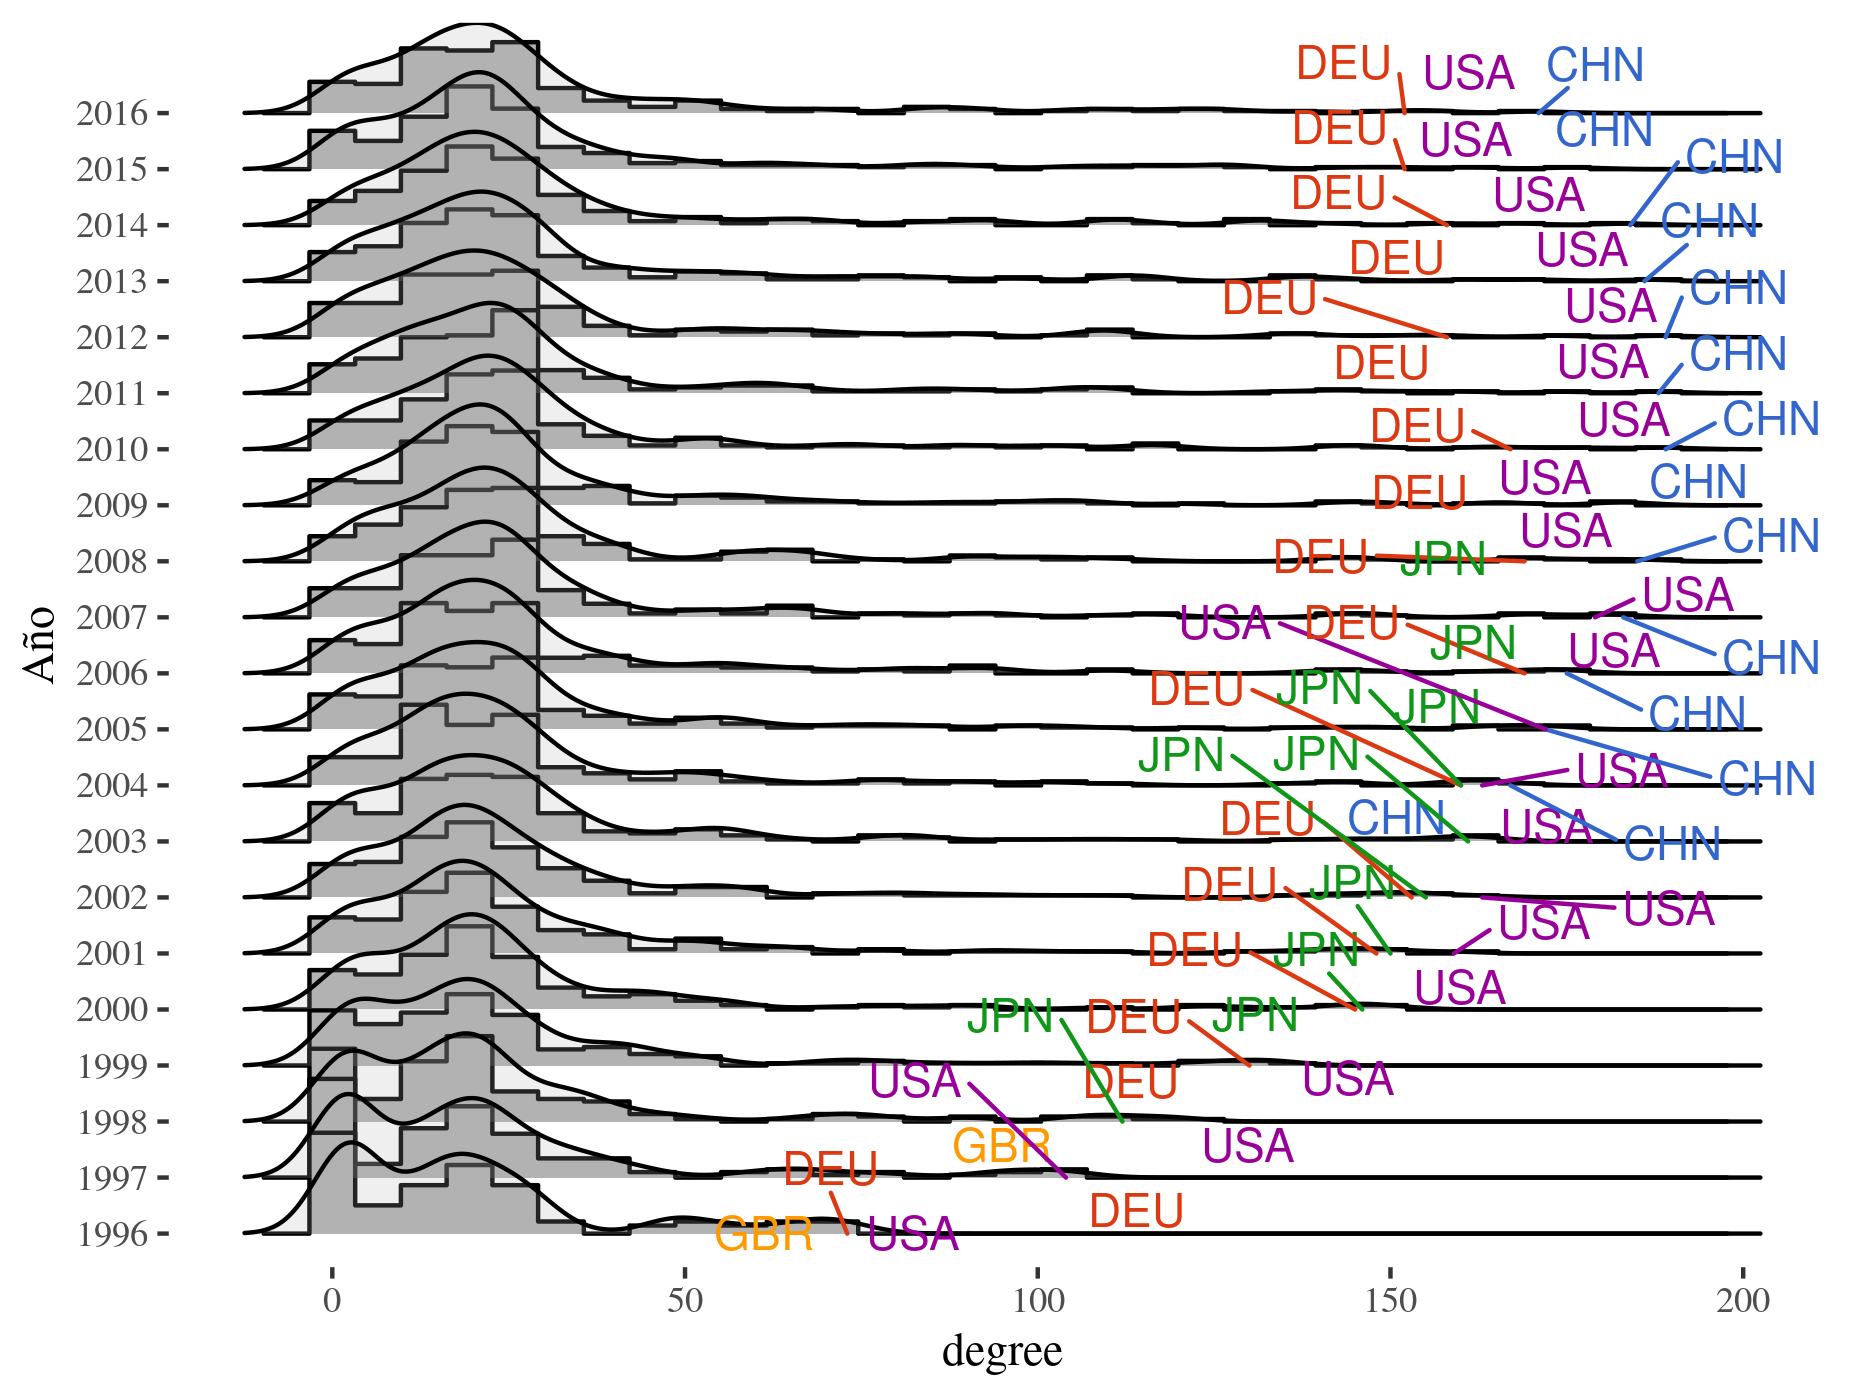 DEU USA CHN
2016
DEU USA CHN
2015
CHN
DEU USA
2014
CHN
DEU USA
2013
DEU USA CHN
2012
DEU USA CHN
2011
DEU USA CHN
2010
DEU USA CHN
2009
USA CHN
2008 DEU JPN
USA
2007 USA DEU JPN USA CHN
2006
DEU JPN JPN CHN
2005
JPN JPN USA CHN
2004
DEU CHN USA CHN
2003
DEU JPN USA
2002
USA
DEU JPN
2001
USA
JPN DEU JPN
2000
USA DEU USA
1999
1998
GBR USA
DEU
1997
DEU
GBR USA
1996
Año
0 50 100 150 200
degree